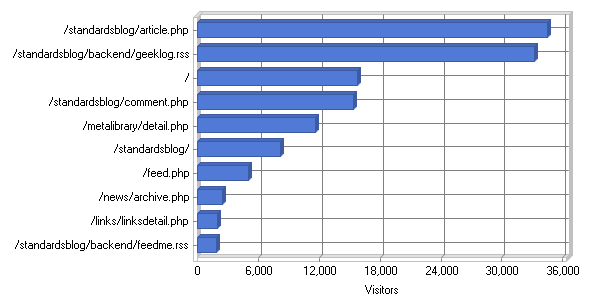 /standardsblog/article.php
/standardsblog/backend/geeklog.rss
/
/standardsblog/comment.php
/metalibrary/detail.php
/standardsblog/
/feed.php
/news/archive.php
/links/linksdetail.php
/standardsblog/backend/feedme.rss
0 6,000 12,000 18,000 24,000 30,000 36,000
Visitors